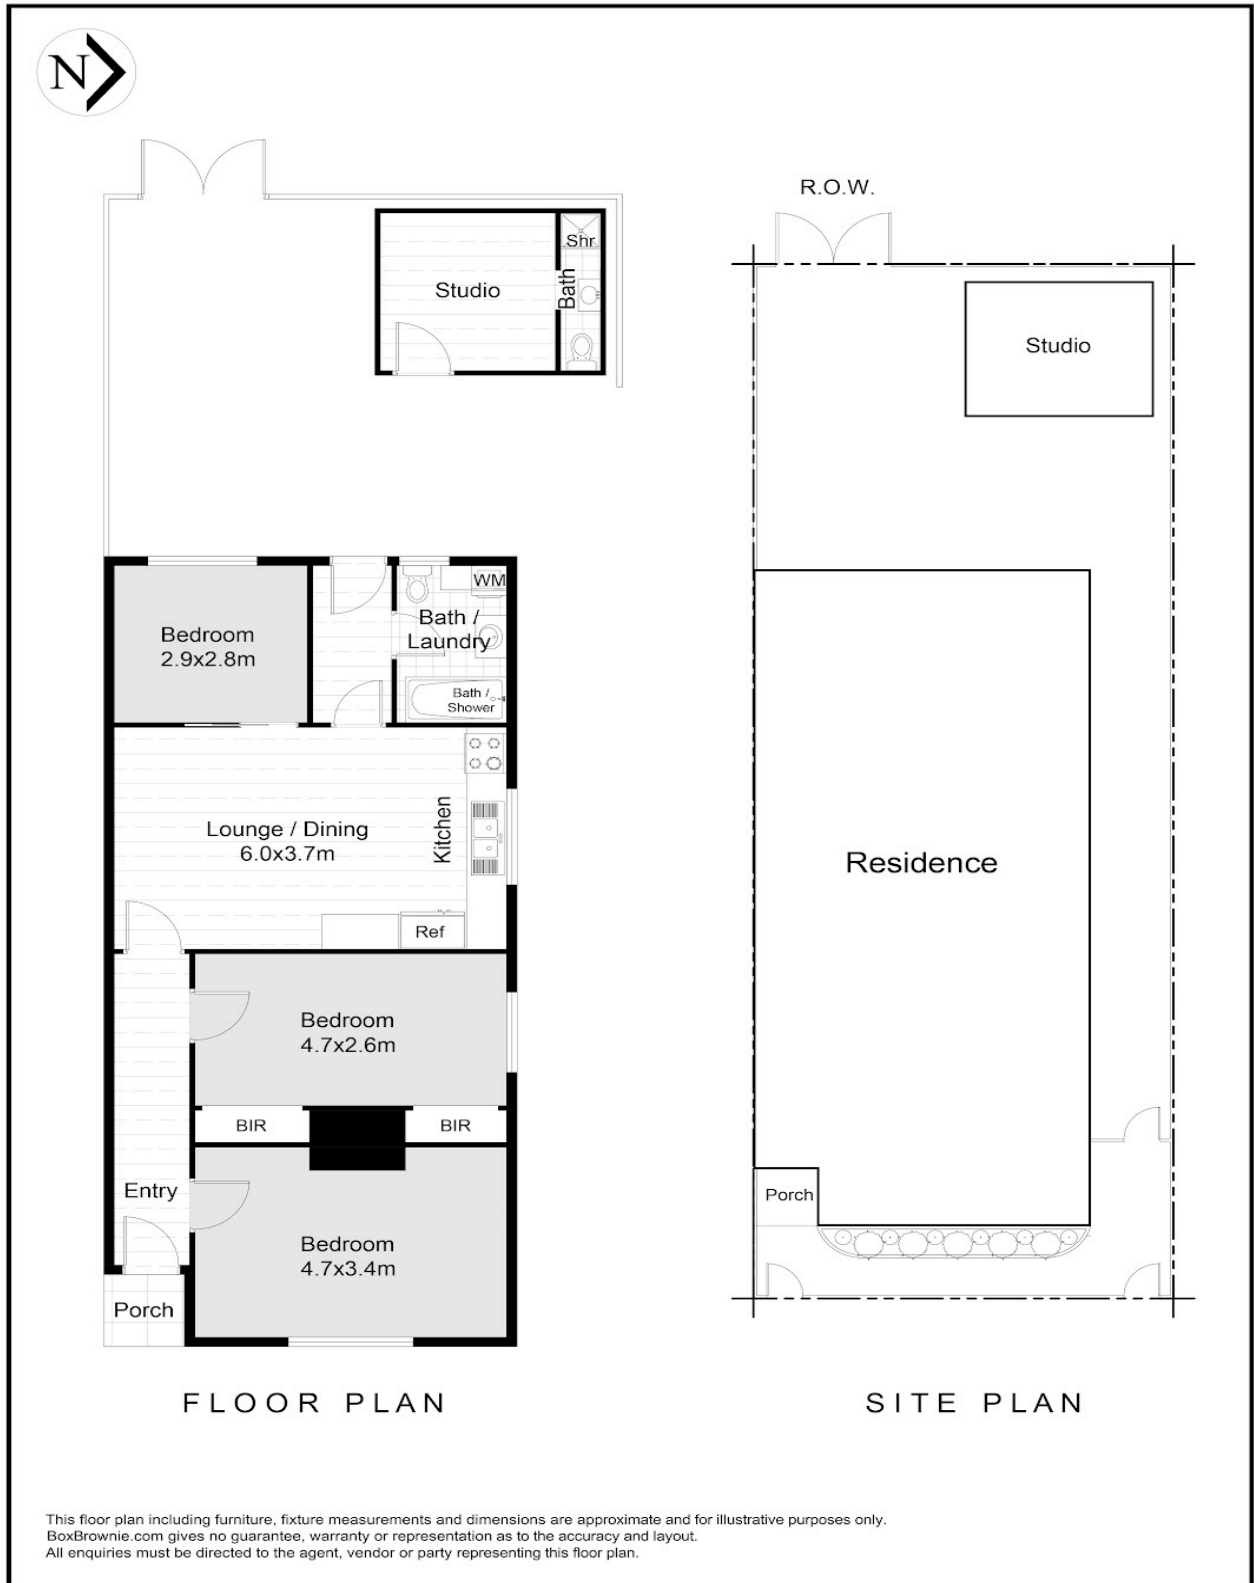 N
R.O.W.
Shr
Studio
Bath
Studio
WM
Bath /
Laundry
Bedroom
2.9x2.8m
Bath /
Shower
Lounge / Dining
6.0x3.7m
Kitchen
Residence
Ref
Bedroom
4.7x2.6m
BIR
BIR
Entry
Porch
Bedroom
4.7x3.4m
Porch
FLOOR PLAN
SITE PLAN
This floor plan including furniture, fixture measurements and dimensions are approximate and for illustrative purposes only.
BoxBrownie.com gives no guarantee, warranty or representation as to the accuracy and layout.
All enquiries must be directed to the agent, vendor or party representing this floor plan.